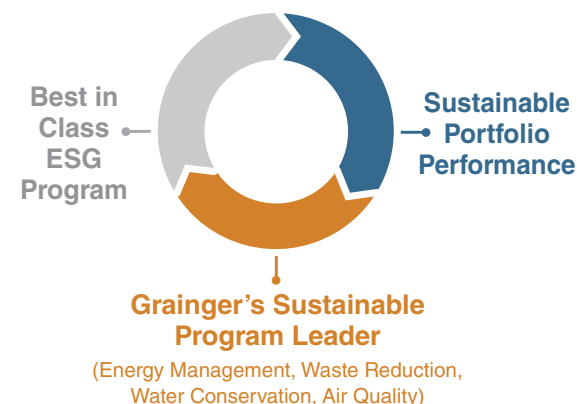 Best in
Class
ESG
Program
Sustainable
Portfolio
Performance
Grainger’s Sustainable
Program Leader
(Energy Management, Waste Reduction,
Water Conservation, Air Quality)